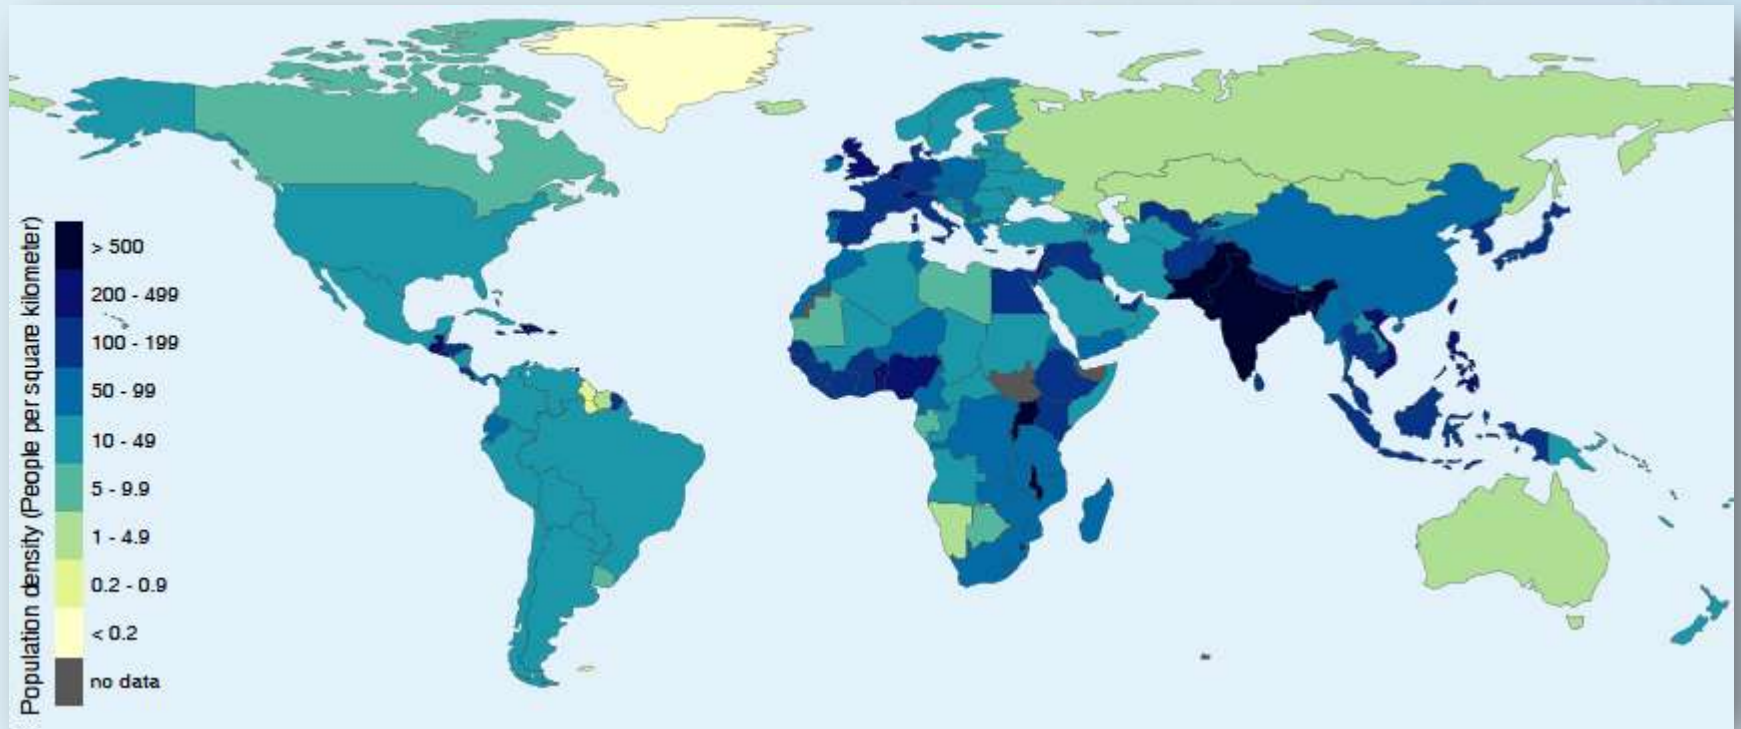 Population density (People per square kilometer)
> 500
200 - 499
100 - 199
50 - 99
10 - 49
5 - 9.9
1 - 4.9
0.2 - 0.9
< 0.2
no data